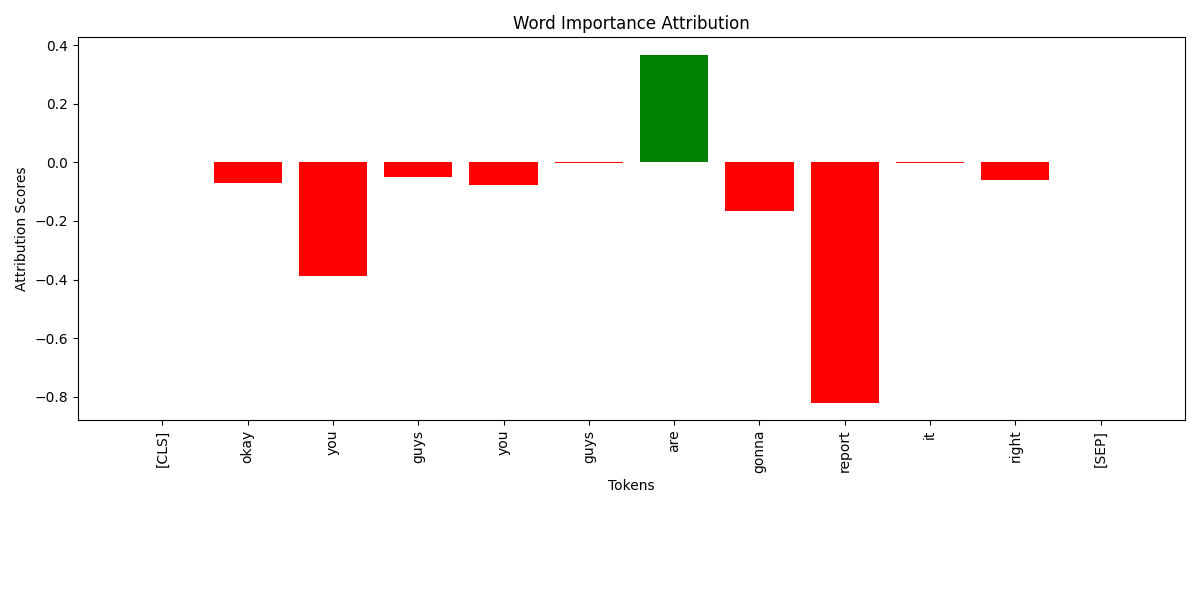 Word Importance Attribution
0.4
0.2
0.0
−0.2
−0.4
−0.6
−0.8
Attribution Scores
[CLS]
okay
you
guys
you
guys
are
gonna
report
it
right
[SEP]
Tokens